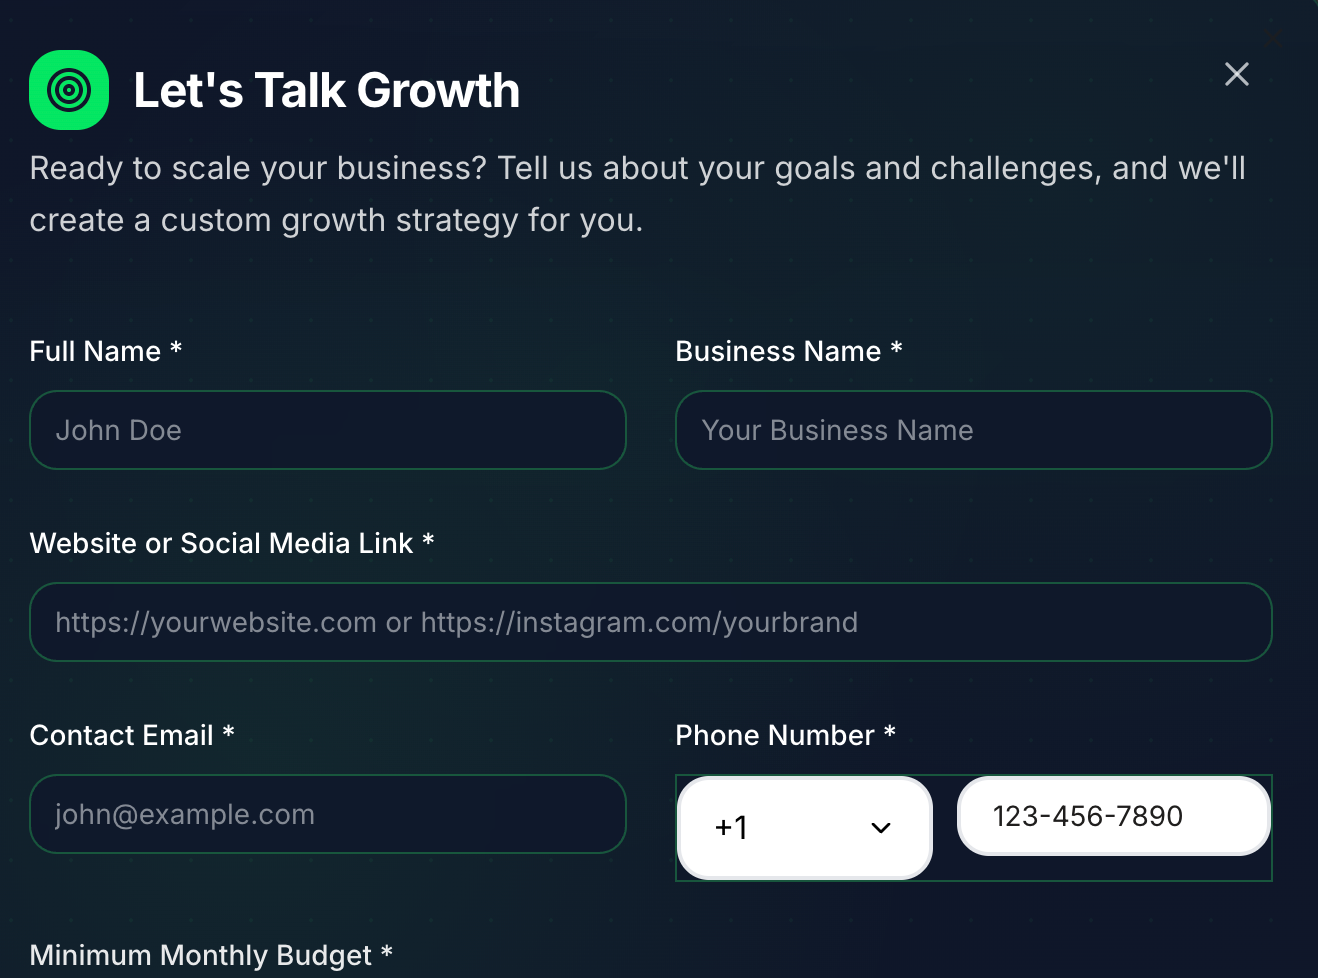 Let's Talk Growth
Ready to scale your business? Tell us about your goals and challenges, and we'll
create a custom growth strategy for you.
Full Name *
Business Name *
John Doe
Your Business Name
Website or Social Media Link *
https://yourwebsite.com or https://instagram.com/yourbrand
Contact Email *
Phone Number *
john@example.com
+1
123-456-7890
Minimum Monthly Budget *